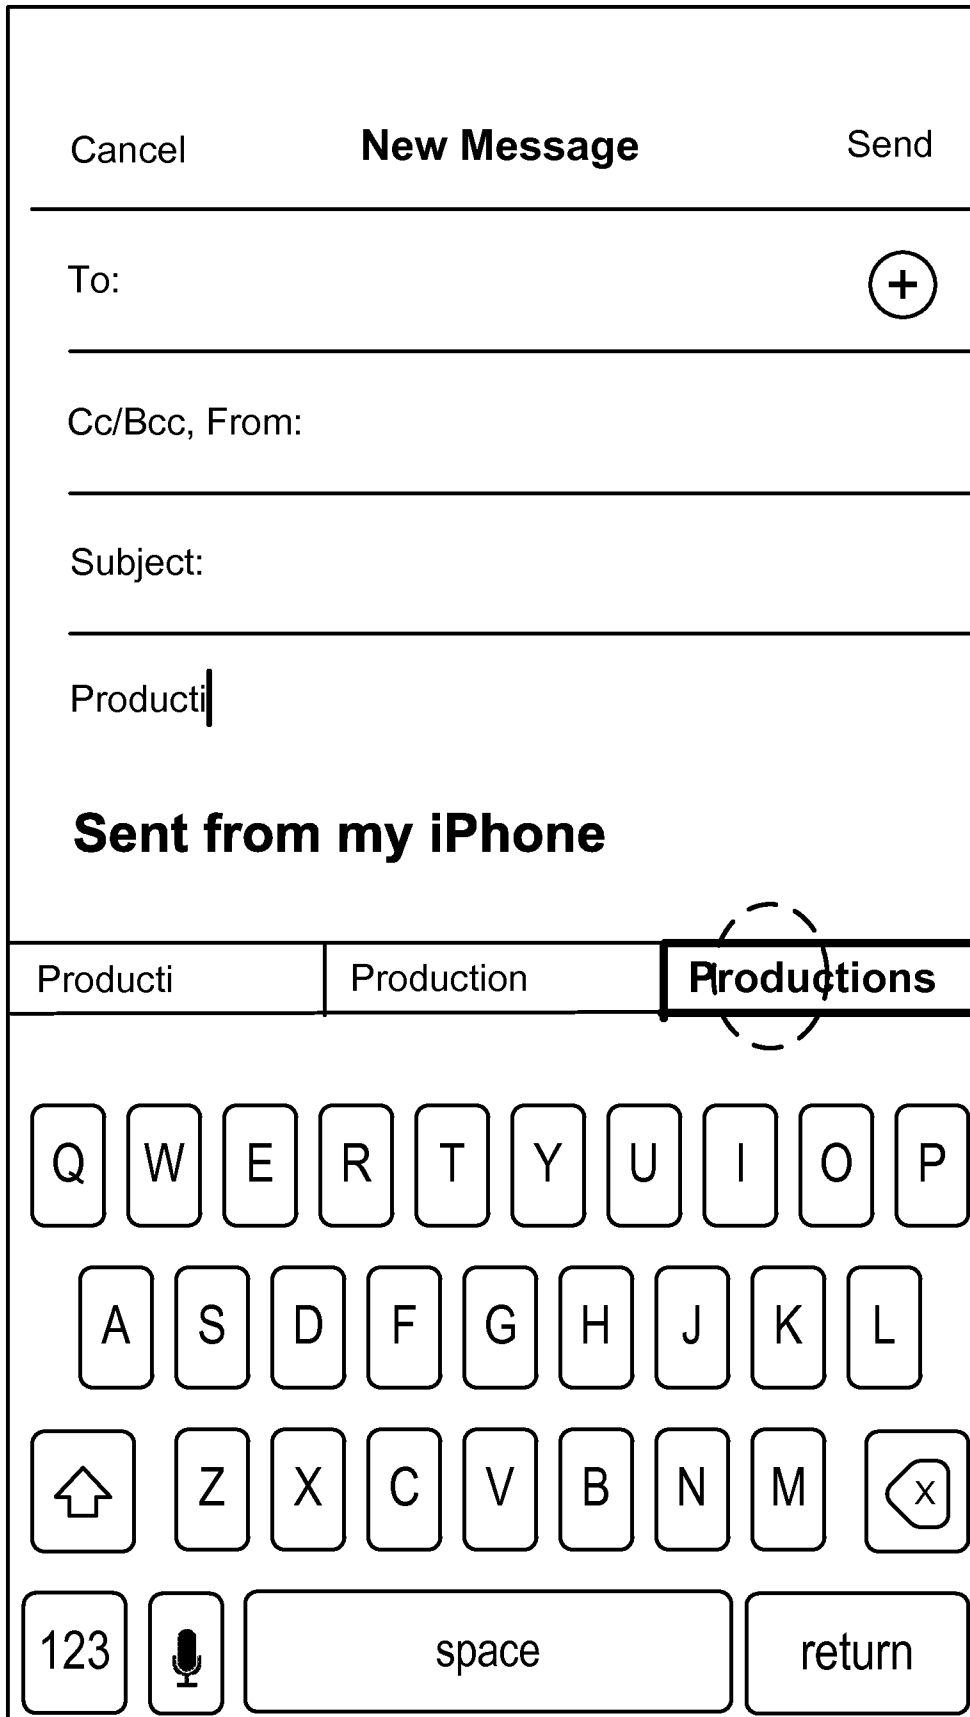 Cancel New Message Send
To: +
Cc/Bcc, From:
Subject:
Producti
Sent from my iPhone
Producti Production Productions
Q W E R T Y U I O P
A S D F G H J K L
Z X C V B N M X
123 space return